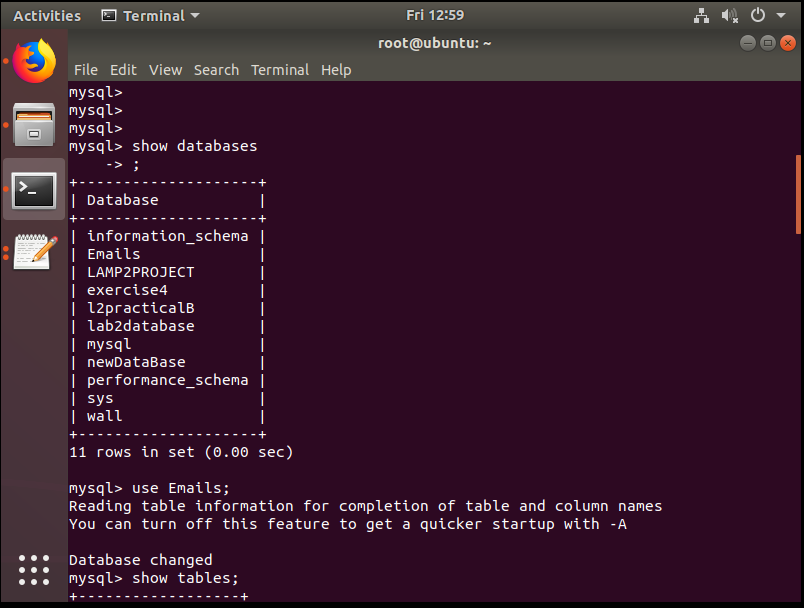 Activities Terminal Fri 12:59
root@ubuntu: ~
File Edit View Search Terminal Help
mysql>
mysql>
mysql>
mysql> show databases
    -> ;
+--------------------+
| Database           |
+--------------------+
| information_schema |
| Emails             |
| LAMP2PROJECT       |
| exercise4          |
| l2practicalB       |
| lab2database       |
| mysql              |
| newDataBase        |
| performance_schema |
| sys                |
| wall               |
+--------------------+
11 rows in set (0.00 sec)

mysql> use Emails;
Reading table information for completion of table and column names
You can turn off this feature to get a quicker startup with -A

Database changed
mysql> show tables;
+------------------+